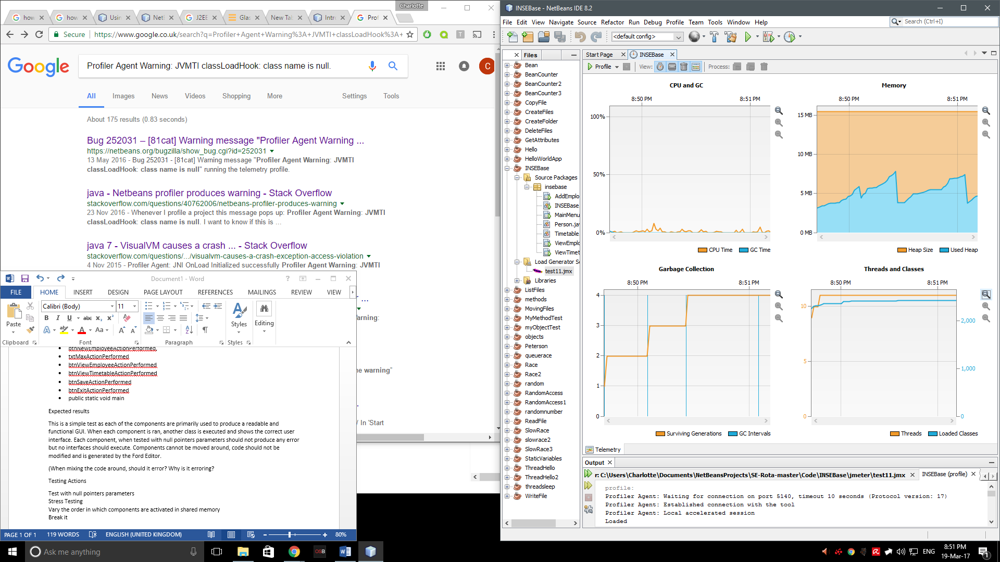 Charlotte
how
how
Usin
NetB
J2EE
Glas
New Tab
Intro
Prof
Secure
https://www.google.co.uk/search?q=Profiler+Agent+Warning%3A+JVMTI+classLoadHook%3A+
Google
Profiler Agent Warning: JVMTI classLoadHook: class name is null.
C
All Images News Videos Shopping More Settings Tools
About 175 results (0.83 seconds)
Bug 252031 – [81cat] Warning message "Profiler Agent Warning ...
https://netbeans.org/bugzilla/show_bug.cgi?id=252031
13 May 2016 - Bug 252031 - [81cat] Warning message "Profiler Agent Warning: JVMTI
classLoadHook: class name is null" running the telemetry profile.
java - Netbeans profiler produces warning - Stack Overflow
stackoverflow.com/questions/40762006/netbeans-profiler-produces-warning
23 Nov 2016 - Whenever I profile a project this message pops up: Profiler Agent Warning: JVMTI
classLoadHook: class name is null. I want to know if this is ...
java 7 - VisualVM causes a crash ... - Stack Overflow
stackoverflow.com/questions/.../visualvm-causes-a-crash-exception-access-violation
4 Nov 2015 - Profiler Agent: JNI OnLoad Initialized successfully Profiler Agent Warning: JVMTI
r ...
rning:
ne warning"
/ In 'Start
Document1 - Word
FILE HOME INSERT DESIGN PAGE LAYOUT REFERENCES MAILINGS REVIEW VIEW
Paste
Calibri (Body) 11
B I U abc x₂ x²
Styles
Editing
Clipboard Font Paragraph Styles
btnNewEmployeeActionPerformed,
txtMaxActionPerformed
btnViewEmployeeActionPerformed
btnViewTimetableActionPerformed
btnSaveActionPerformed
btnExitActionPerformed
public static void main
Expected results
This is a simple test as each of the components are primarily used to produce a readable and
functional GUI. When each component is ran, another class is executed and shows the correct user
interface. Each component, when tested with null pointers parameters should not produce any error
but no interfaces should execute. Components cannot be moved around, code should not be
modified and is generated by the Ford Editor.
(When mixing the code around, should it error? Why is it erroring?
Testing Actions
Test with null pointers parameters
Stress Testing
Vary the order in which components are activated in shared memory
Break it
PAGE 1 OF 1 119 WORDS ENGLISH (UNITED KINGDOM) 80%
INSEBase - NetBeans IDE 8.2
File Edit View Navigate Source Refactor Run Debug Profile Team Tools Window Help
Search (Ctrl+I)
<default config>
Files
Bean
BeanCounter
BeanCounter2
BeanCounter3
CopyFile
CreateFiles
CreateFolder
DeleteFiles
GetAttributes
Hello
HelloWorldApp
INSEBase
Source Packages
insebase
AddEmplo
INSEBase
MainMenu
Person.jav
Timetable
ViewEmplo
ViewTimet
Load Generator S
test11.jmx
Libraries
ListFiles
methods
MovingFiles
MyMethodTest
myObjectTest
objects
Peterson
queuerace
Race
Race2
random
RandomAccess
RandomAccess1
randomnumber
ReadFile
SlowRace
slowrace2
SlowRace3
StaticVariables
ThreadHello
ThreadHello2
threadsleep
WriteFile
Start Page INSEBase
Profile View: Process:
CPU and GC
8:50 PM 8:51 PM
100%
50%
0%
CPU Time GC Time
Memory
8:50 PM 8:51 PM
15 MB
10 MB
5 MB
0 MB
Heap Size Used Heap
Garbage Collection
8:50 PM 8:51 PM
4
3
2
1
0
Surviving Generations GC Intervals
Threads and Classes
8:50 PM 8:51 PM
10
5
0
2,000
1,000
0
Threads Loaded Classes
Telemetry
Output
r: C:\Users\Charlotte\Documents\NetBeansProjects\SE-Rota-master\Code\INSEBase\jmeter\test11.jmx
INSEBase (profile)
profile:
Profiler Agent: Waiting for connection on port 5140, timeout 10 seconds (Protocol version: 17)
Profiler Agent: Established connection with the tool
Profiler Agent: Local accelerated session
Loaded
Ask me anything
OSB
ENG
8:51 PM
19-Mar-17
1